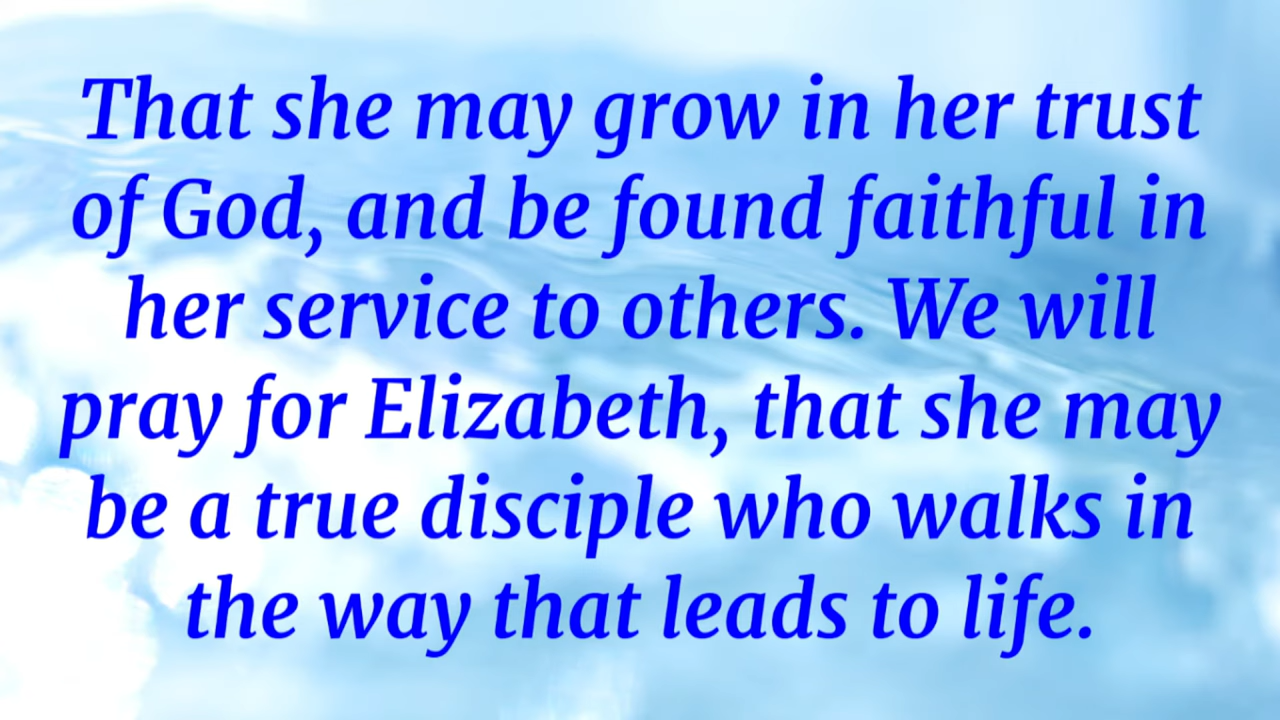 That she may grow in her trust
of God, and be found faithful in
her service to others. We will
pray for Elizabeth, that she may
be a true disciple who walks in
the way that leads to life.